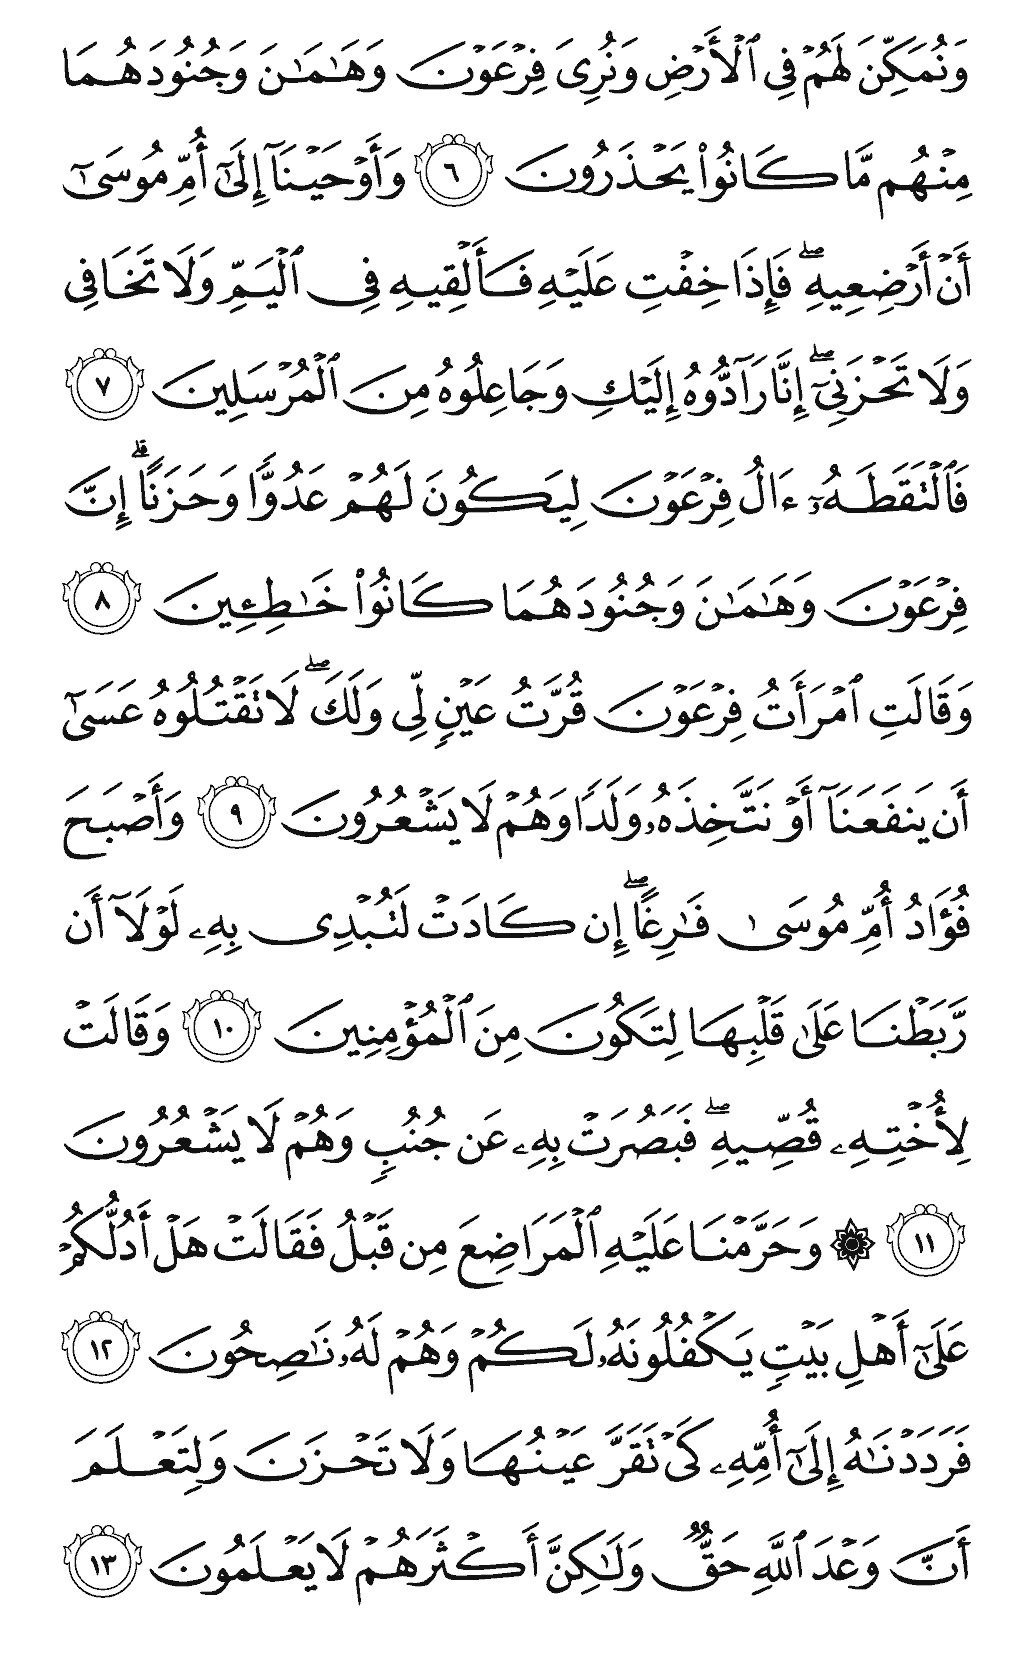 وَنُمَكِّنَ لَهُمْ فِي ٱلْأَرْضِ وَنُرِيَ فِرْعَوْنَ وَهَٰمَٰنَ وَجُنُودَهُمَا
مِنْهُم مَّا كَانُوا۟ يَحْذَرُونَ ٦ وَأَوْحَيْنَآ إِلَىٰٓ أُمِّ مُوسَىٰٓ
أَنْ أَرْضِعِيهِ ۖ فَإِذَا خِفْتِ عَلَيْهِ فَأَلْقِيهِ فِي ٱلْيَمِّ وَلَا تَخَافِي
وَلَا تَحْزَنِيٓ ۖ إِنَّا رَآدُّوهُ إِلَيْكِ وَجَاعِلُوهُ مِنَ ٱلْمُرْسَلِينَ ٧
فَٱلْتَقَطَهُۥٓ ءَالُ فِرْعَوْنَ لِيَكُونَ لَهُمْ عَدُوًّا وَحَزَنًا ۗ إِنَّ
فِرْعَوْنَ وَهَٰمَٰنَ وَجُنُودَهُمَا كَانُوا۟ خَٰطِـِٔينَ ٨
وَقَالَتِ ٱمْرَأَتُ فِرْعَوْنَ قُرَّتُ عَيْنٍ لِّي وَلَكَ ۖ لَا تَقْتُلُوهُ عَسَىٰٓ
أَن يَنفَعَنَآ أَوْ نَتَّخِذَهُۥ وَلَدًا وَهُمْ لَا يَشْعُرُونَ ٩ وَأَصْبَحَ
فُؤَادُ أُمِّ مُوسَىٰ فَٰرِغًا ۖ إِن كَادَتْ لَتُبْدِي بِهِۦ لَوْلَآ أَن
رَّبَطْنَا عَلَىٰ قَلْبِهَا لِتَكُونَ مِنَ ٱلْمُؤْمِنِينَ ١٠ وَقَالَتْ
لِأُخْتِهِۦ قُصِّيهِ ۖ فَبَصُرَتْ بِهِۦ عَن جُنُبٍ وَهُمْ لَا يَشْعُرُونَ
١١ ۞ وَحَرَّمْنَا عَلَيْهِ ٱلْمَرَاضِعَ مِن قَبْلُ فَقَالَتْ هَلْ أَدُلُّكُمْ
عَلَىٰٓ أَهْلِ بَيْتٍ يَكْفُلُونَهُۥ لَكُمْ وَهُمْ لَهُۥ نَٰصِحُونَ ١٢
فَرَدَدْنَٰهُ إِلَىٰٓ أُمِّهِۦ كَيْ تَقَرَّ عَيْنُهَا وَلَا تَحْزَنَ وَلِتَعْلَمَ
أَنَّ وَعْدَ ٱللَّهِ حَقٌّ وَلَٰكِنَّ أَكْثَرَهُمْ لَا يَعْلَمُونَ ١٣